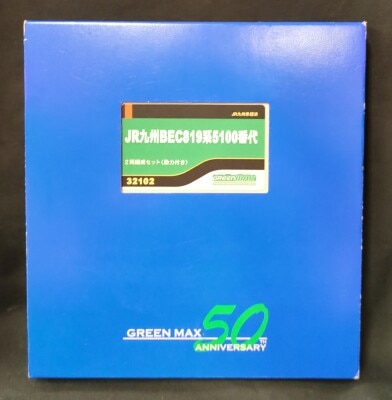 JR九州承認済
JR九州BEC819系5100番代
2両編成セット(動力付き)
32102
GREEN MAX 50TH
ANNIVERSARY